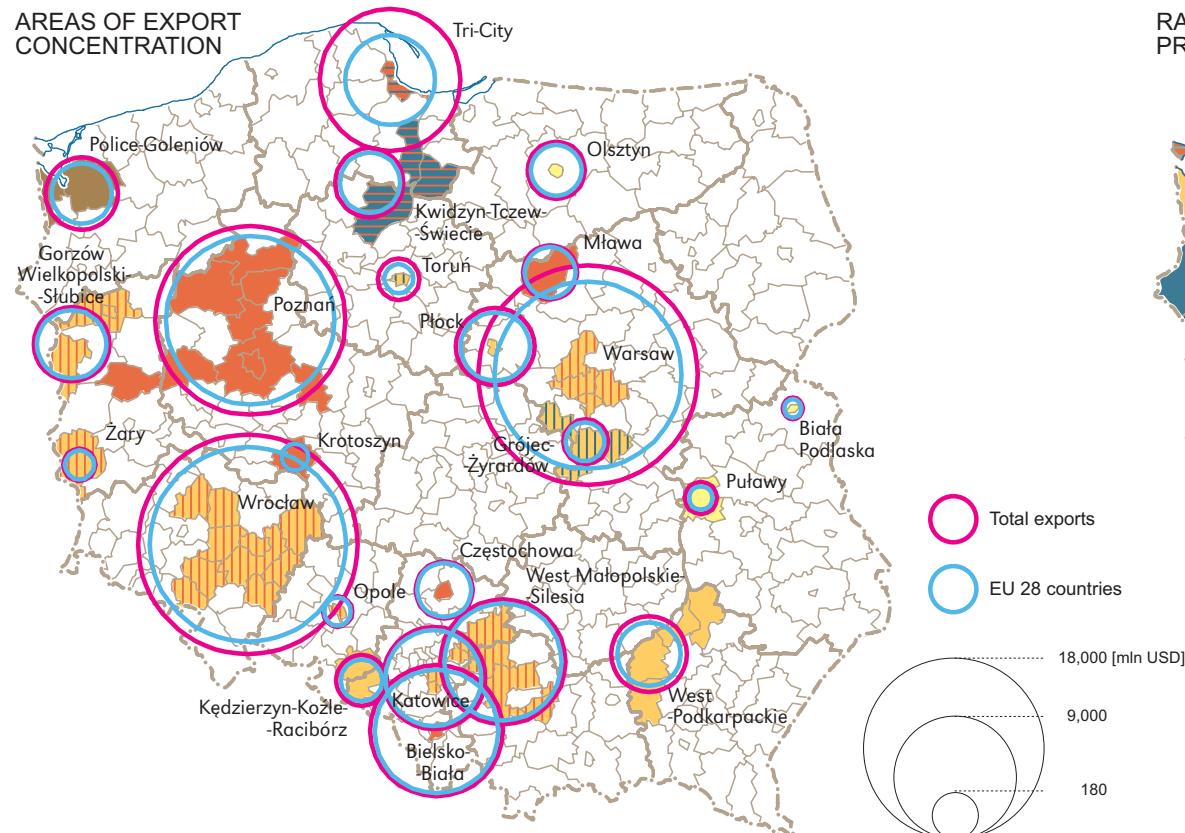 AREAS OF EXPORT
CONCENTRATION
RA
PR
Tri-City
Police-Goleniów
Olsztyn
Kwidzyn-Tczew-
-Świecie
Gorzów
Wielkopolski-
-Słubice
Mława
Toruń
Poznań
Płock
Warsaw
Żary
Krotoszyn
Grójec-
-Żyrardów
Biała
Podlaska
Puławy
Wrocław
Total exports
Częstochowa
West Małopolskie-
-Silesia
Opole
EU 28 countries
18,000 [mln USD]
Kędzierzyn-Koźle-
-Racibórz
Katowice
West
-Podkarpackie
9,000
Bielsko-
-Biała
180